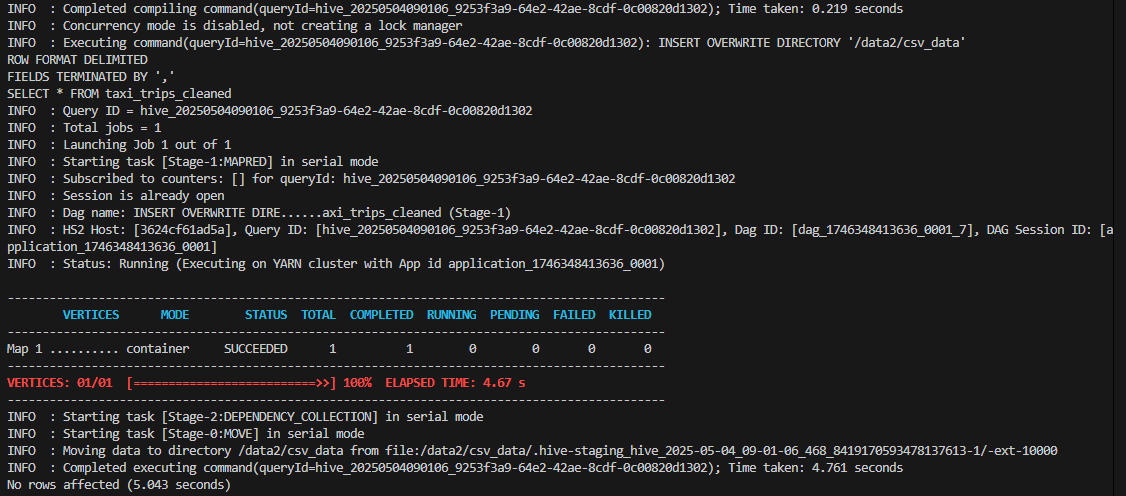 INFO  : Completed compiling command(queryId=hive_20250504090106_9253f3a9-64e2-42ae-8cdf-0c00820d1302); Time taken: 0.219 seconds
INFO  : Concurrency mode is disabled, not creating a lock manager
INFO  : Executing command(queryId=hive_20250504090106_9253f3a9-64e2-42ae-8cdf-0c00820d1302): INSERT OVERWRITE DIRECTORY '/data2/csv_data'
ROW FORMAT DELIMITED
FIELDS TERMINATED BY ','
SELECT * FROM taxi_trips_cleaned
INFO  : Query ID = hive_20250504090106_9253f3a9-64e2-42ae-8cdf-0c00820d1302
INFO  : Total jobs = 1
INFO  : Launching Job 1 out of 1
INFO  : Starting task [Stage-1:MAPRED] in serial mode
INFO  : Subscribed to counters: [] for queryId: hive_20250504090106_9253f3a9-64e2-42ae-8cdf-0c00820d1302
INFO  : Session is already open
INFO  : Dag name: INSERT OVERWRITE DIRE......axi_trips_cleaned (Stage-1)
INFO  : HS2 Host: [3624cf61ad5a], Query ID: [hive_20250504090106_9253f3a9-64e2-42ae-8cdf-0c00820d1302], Dag ID: [dag_1746348413636_0001_7], DAG Session ID: [a
pplication_1746348413636_0001]
INFO  : Status: Running (Executing on YARN cluster with App id application_1746348413636_0001)
----------------------------------------------------------------------------------------------
VERTICES      MODE        STATUS  TOTAL  COMPLETED  RUNNING  PENDING  FAILED  KILLED
----------------------------------------------------------------------------------------------
Map 1 .......... container     SUCCEEDED      1          1        0        0       0       0
----------------------------------------------------------------------------------------------
VERTICES: 01/01  [==========================>>] 100%  ELAPSED TIME: 4.67 s
----------------------------------------------------------------------------------------------
INFO  : Starting task [Stage-2:DEPENDENCY_COLLECTION] in serial mode
INFO  : Starting task [Stage-0:MOVE] in serial mode
INFO  : Moving data to directory /data2/csv_data from file:/data2/csv_data/.hive-staging_hive_2025-05-04_09-01-06_468_8419170593478137613-1/-ext-10000
INFO  : Completed executing command(queryId=hive_20250504090106_9253f3a9-64e2-42ae-8cdf-0c00820d1302); Time taken: 4.761 seconds
No rows affected (5.043 seconds)